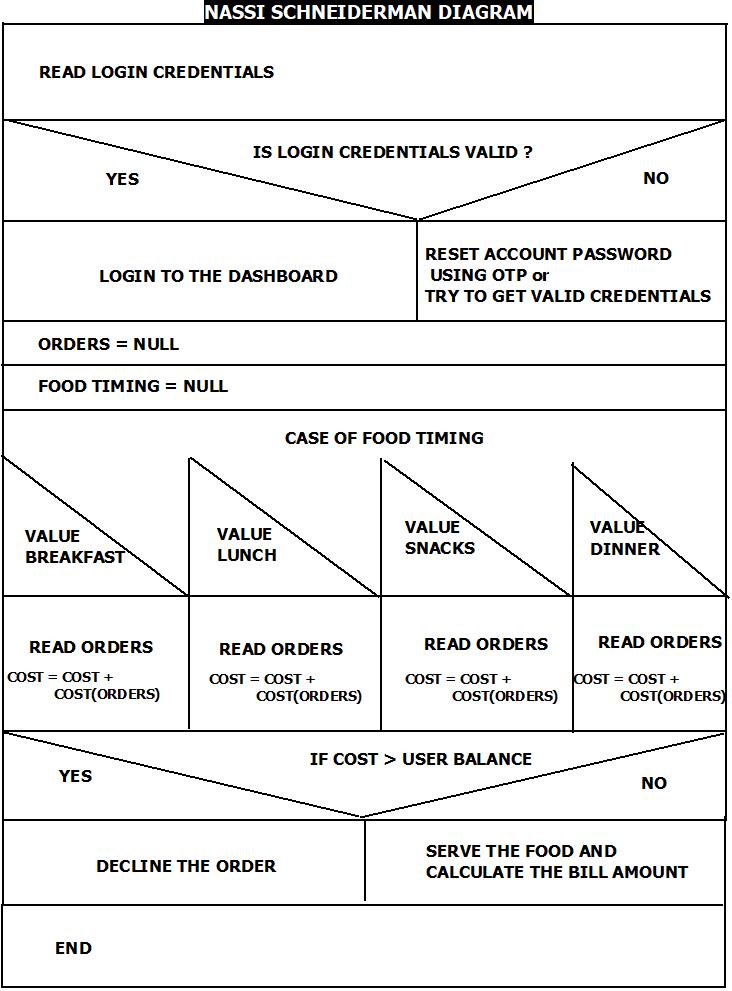 NASSI SCHNEIDERMAN DIAGRAM
READ LOGIN CREDENTIALS
IS LOGIN CREDENTIALS VALID ?
YES
NO
LOGIN TO THE DASHBOARD
RESET ACCOUNT PASSWORD
USING OTP or
TRY TO GET VALID CREDENTIALS
ORDERS = NULL
FOOD TIMING = NULL
CASE OF FOOD TIMING
VALUE
BREAKFAST
VALUE
LUNCH
VALUE
SNACKS
VALUE
DINNER
READ ORDERS
COST = COST +
COST(ORDERS)
READ ORDERS
COST = COST +
COST(ORDERS)
READ ORDERS
COST = COST +
COST(ORDERS)
READ ORDERS
COST = COST +
COST(ORDERS)
IF COST > USER BALANCE
YES
NO
DECLINE THE ORDER
SERVE THE FOOD AND
CALCULATE THE BILL AMOUNT
END